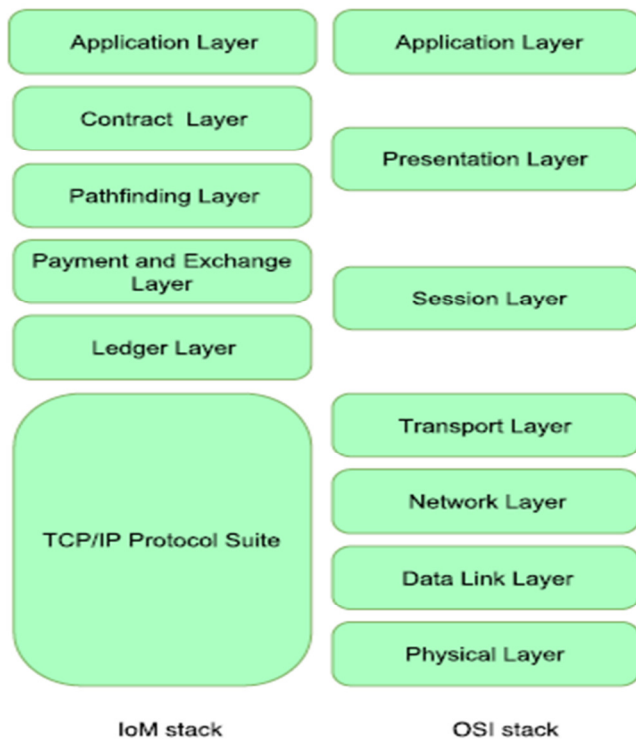 Application Layer
Contract Layer
Pathfinding Layer
Payment and Exchange
Layer
Ledger Layer
TCP/IP Protocol Suite
IoM stack
Application Layer
Presentation Layer
Session Layer
Transport Layer
Network Layer
Data Link Layer
Physical Layer
OSI stack